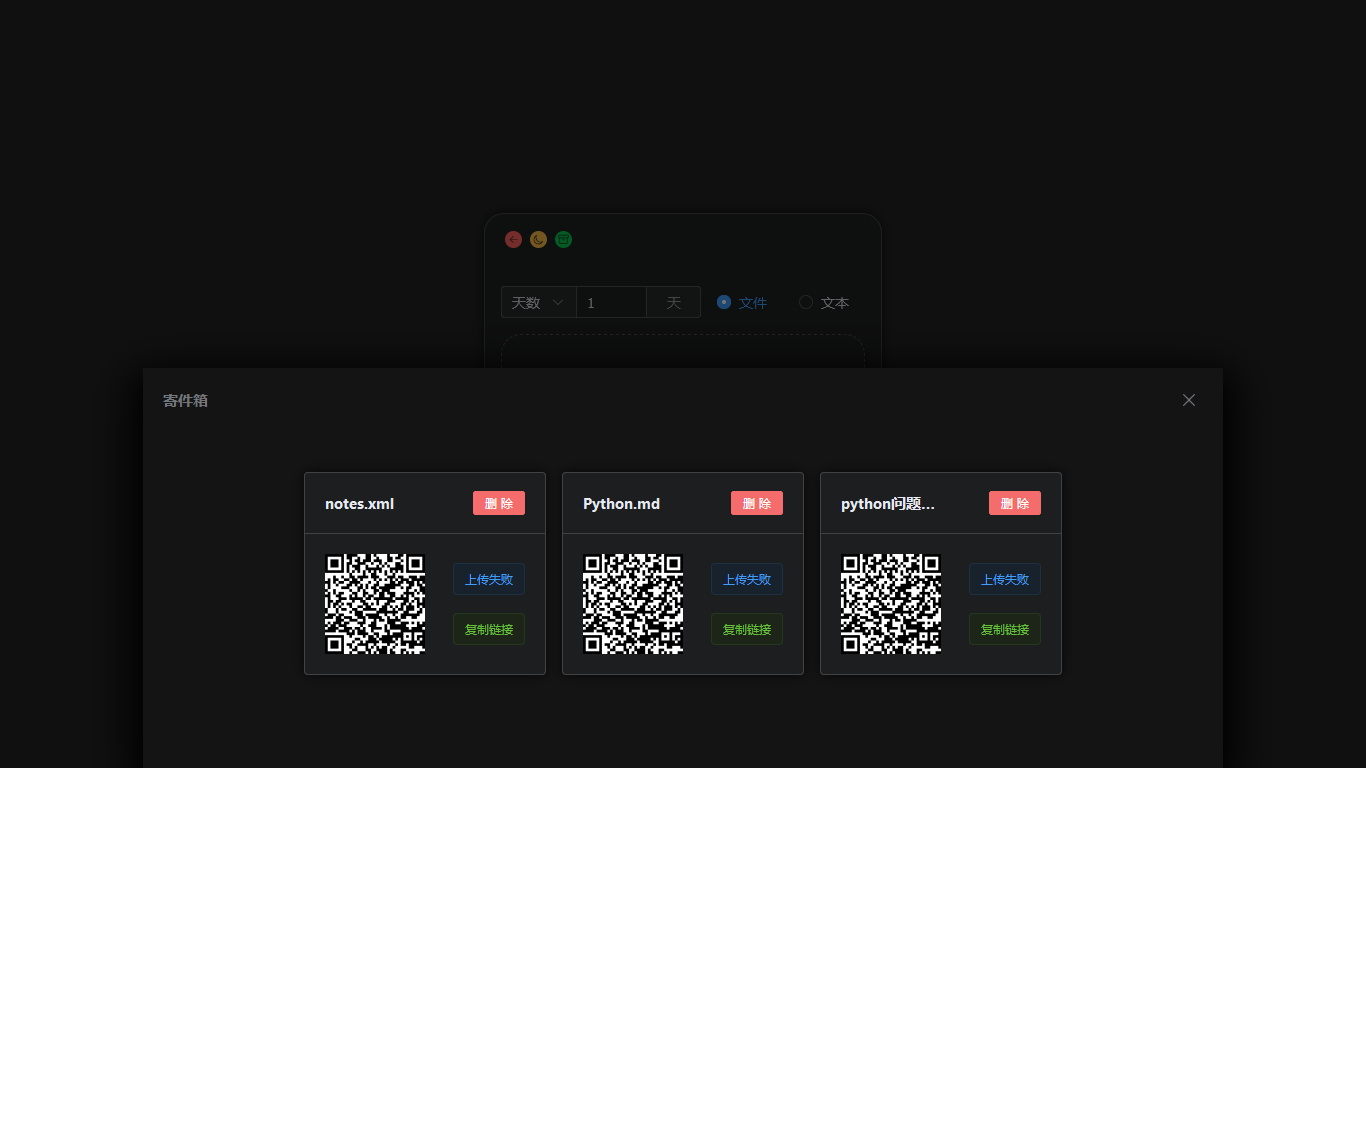 天数
1
天
文件
文本
寄件箱
notes.xml
删 除
上传失败
复制链接
Python.md
删 除
上传失败
复制链接
python问题...
删 除
上传失败
复制链接